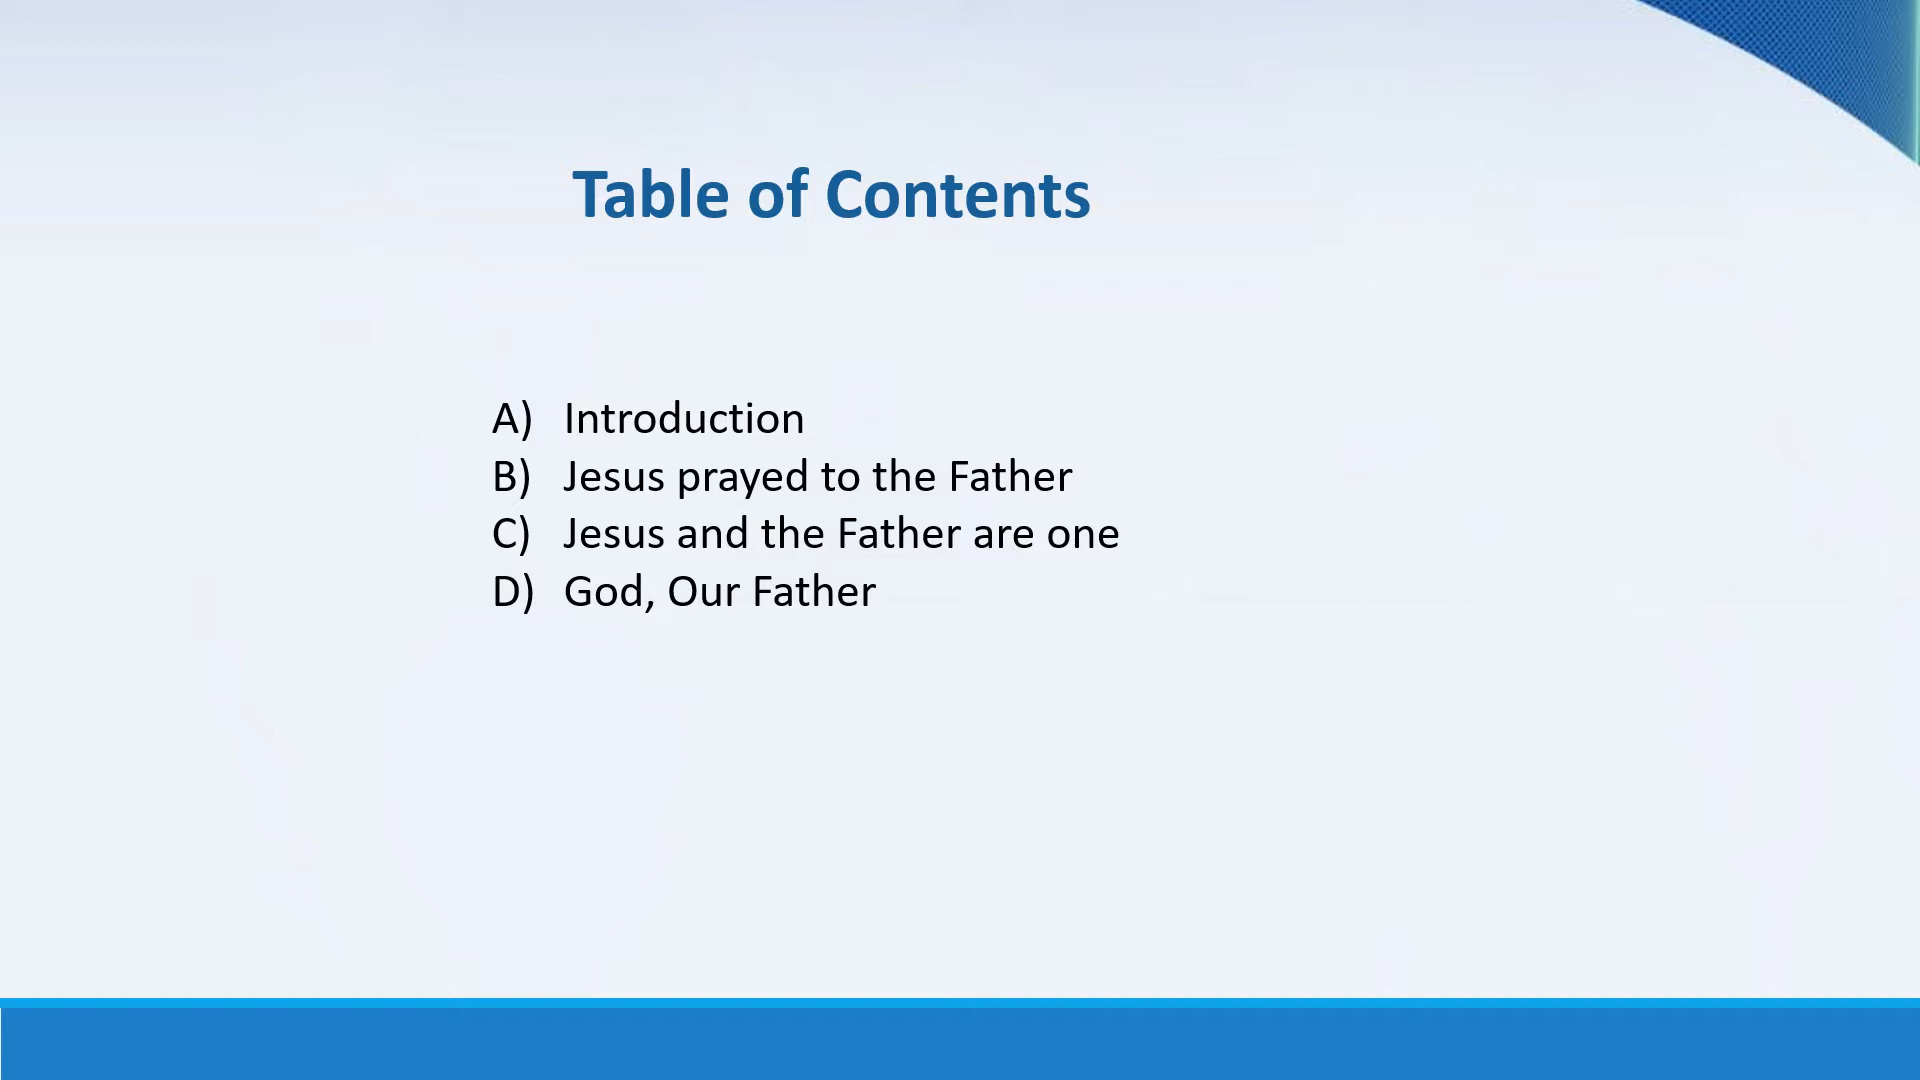 Table of Contents
A) Introduction
B) Jesus prayed to the Father
C) Jesus and the Father are one
D) God, Our Father